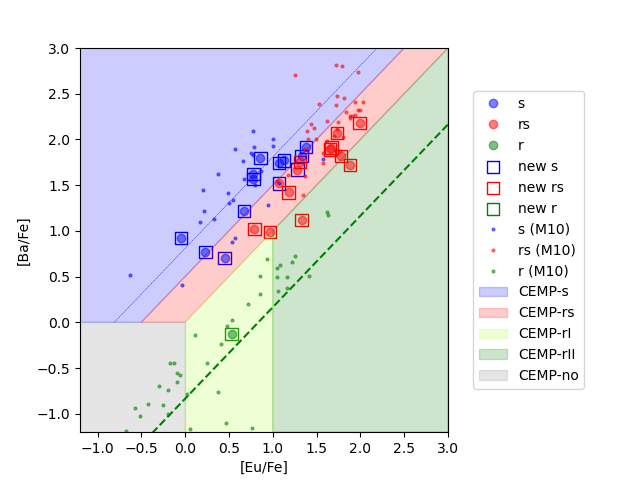 3.0
2.5
2.0
1.5
1.0
0.5
0.0
−0.5
−1.0
[Ba/Fe]
−1.0 −0.5 0.0 0.5 1.0 1.5 2.0 2.5 3.0
[Eu/Fe]
s
rs
r
new s
new rs
new r
s (M10)
rs (M10)
r (M10)
CEMP-s
CEMP-rs
CEMP-rI
CEMP-rII
CEMP-no